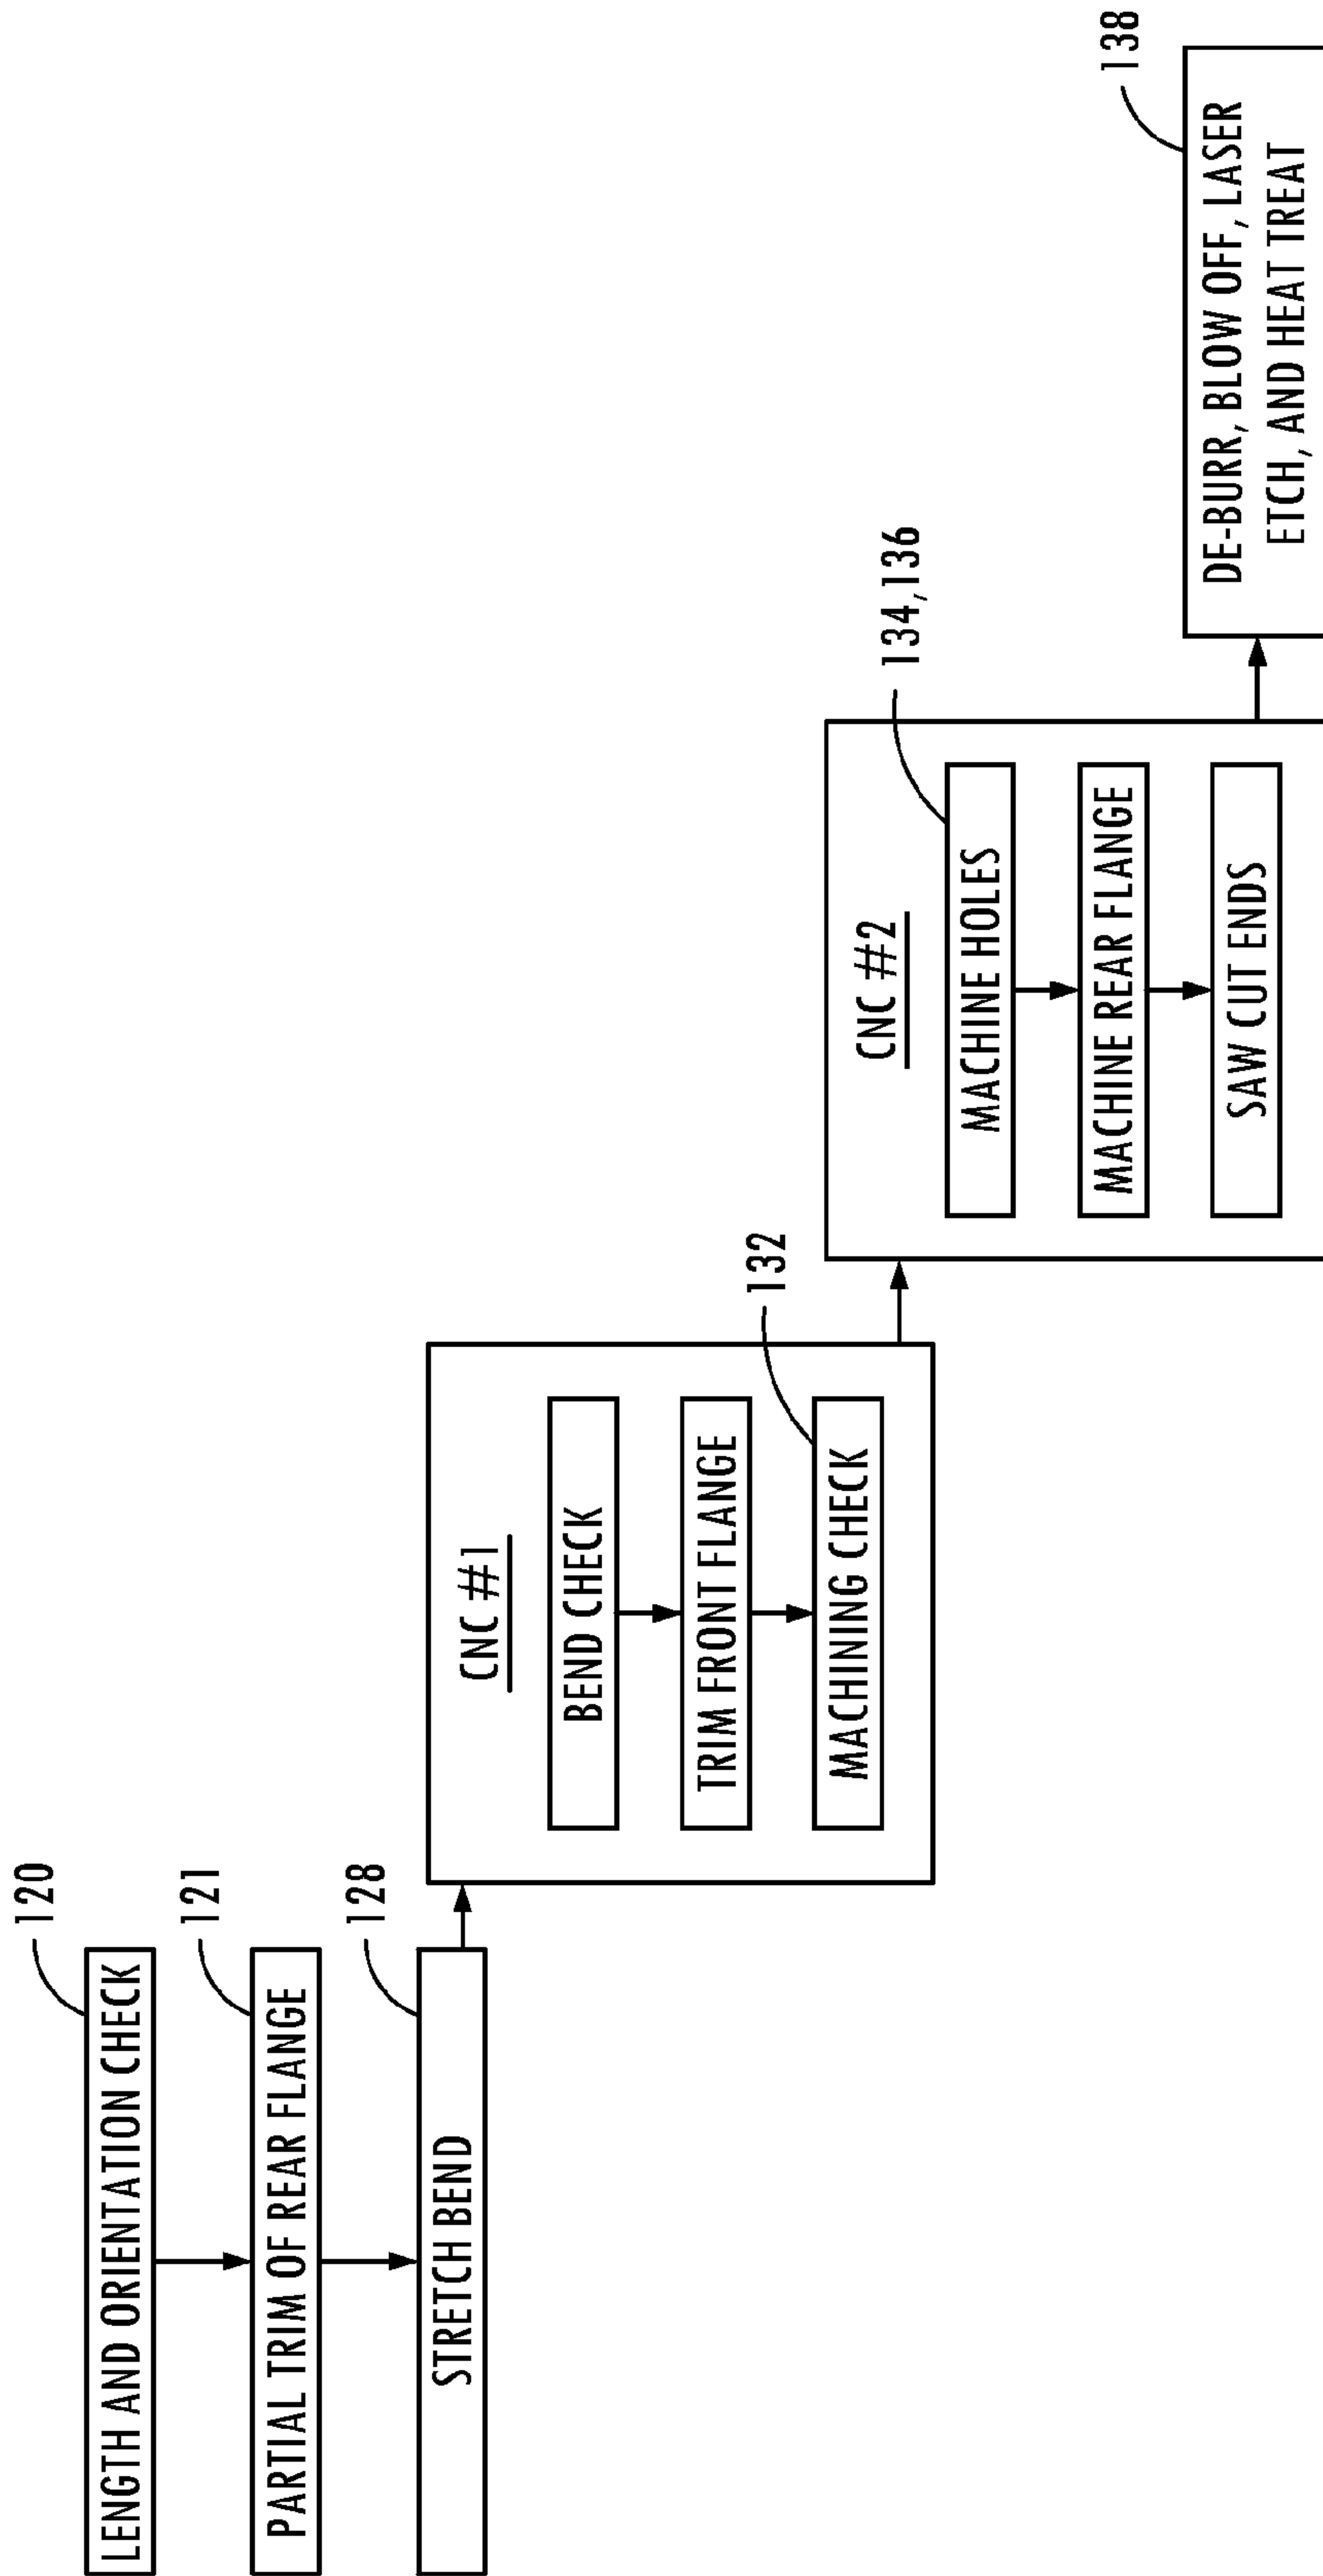 120
LENGTH AND ORIENTATION CHECK
121
PARTIAL TRIM OF REAR FLANGE
128
STRETCH BEND
CNC #1
BEND CHECK
TRIM FRONT FLANGE
132
MACHINING CHECK
CNC #2
134,136
MACHINE HOLES
MACHINE REAR FLANGE
SAW CUT ENDS
138
DE-BURR, BLOW OFF, LASER
ETCH, AND HEAT TREAT